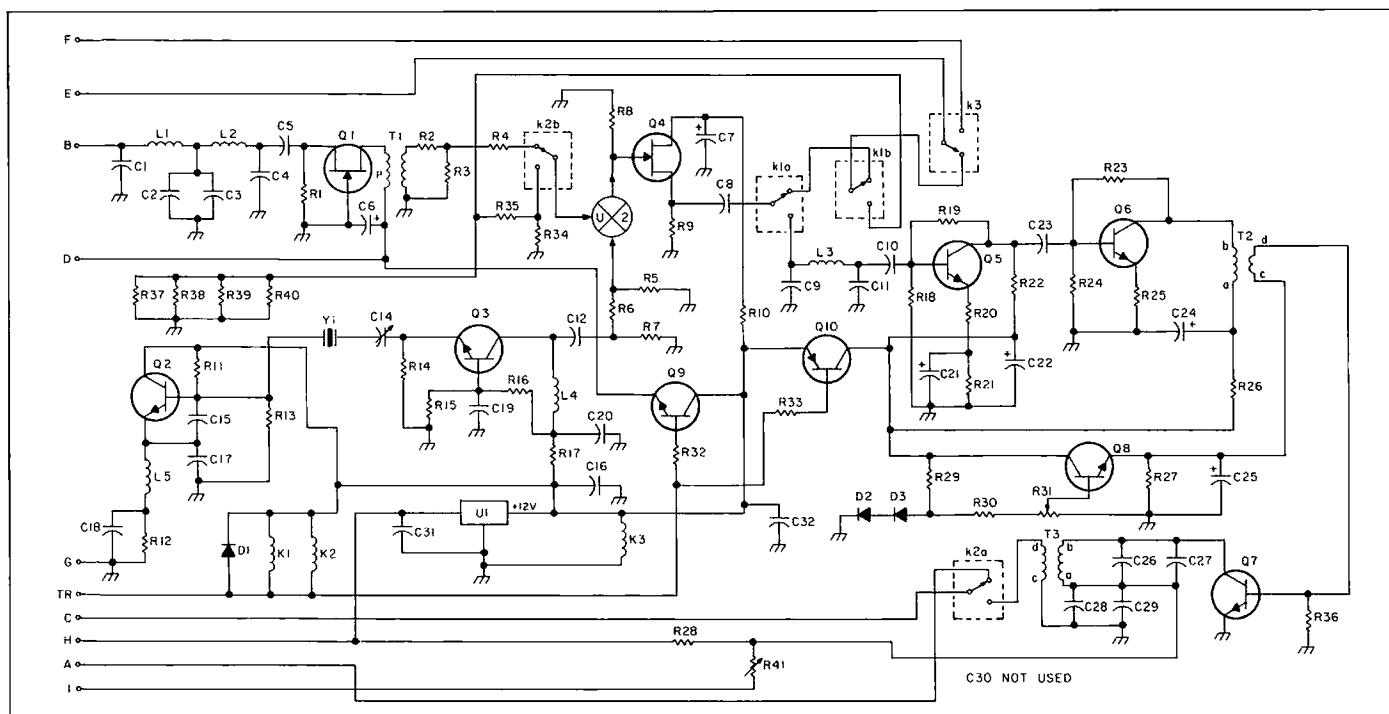 F
E
k3
R8
Q4
C7
B
L1
L2
C5
Q1
T1
R2
R4
k2b
k1a
k1b
R23
C1
C2
C3
C4
R1
C6
P
R3
R35
R34
U
2
R9
C8
R19
Q6
C23
L3
C10
Q5
T2
b
a
d
c
D
R5
R6
C9
C11
R18
R22
R20
R24
R25
C24
R37
R38
R39
R40
Y1
C14
Q3
C12
R7
R10
Q10
C21
R21
C22
R26
Q2
R11
R14
R16
L4
Q9
R33
C15
R13
R15
C19
C20
R17
R32
Q8
L5
C17
C16
R29
R27
C25
D2
D3
R30
R31
C18
R12
U1
+12V
C31
K3
C32
T3
D1
K1
K2
k2a
d
b
c
a
C26
C27
Q7
C28
C29
R36
G
TR
C
H
R28
A
R41
I
C30 NOT USED